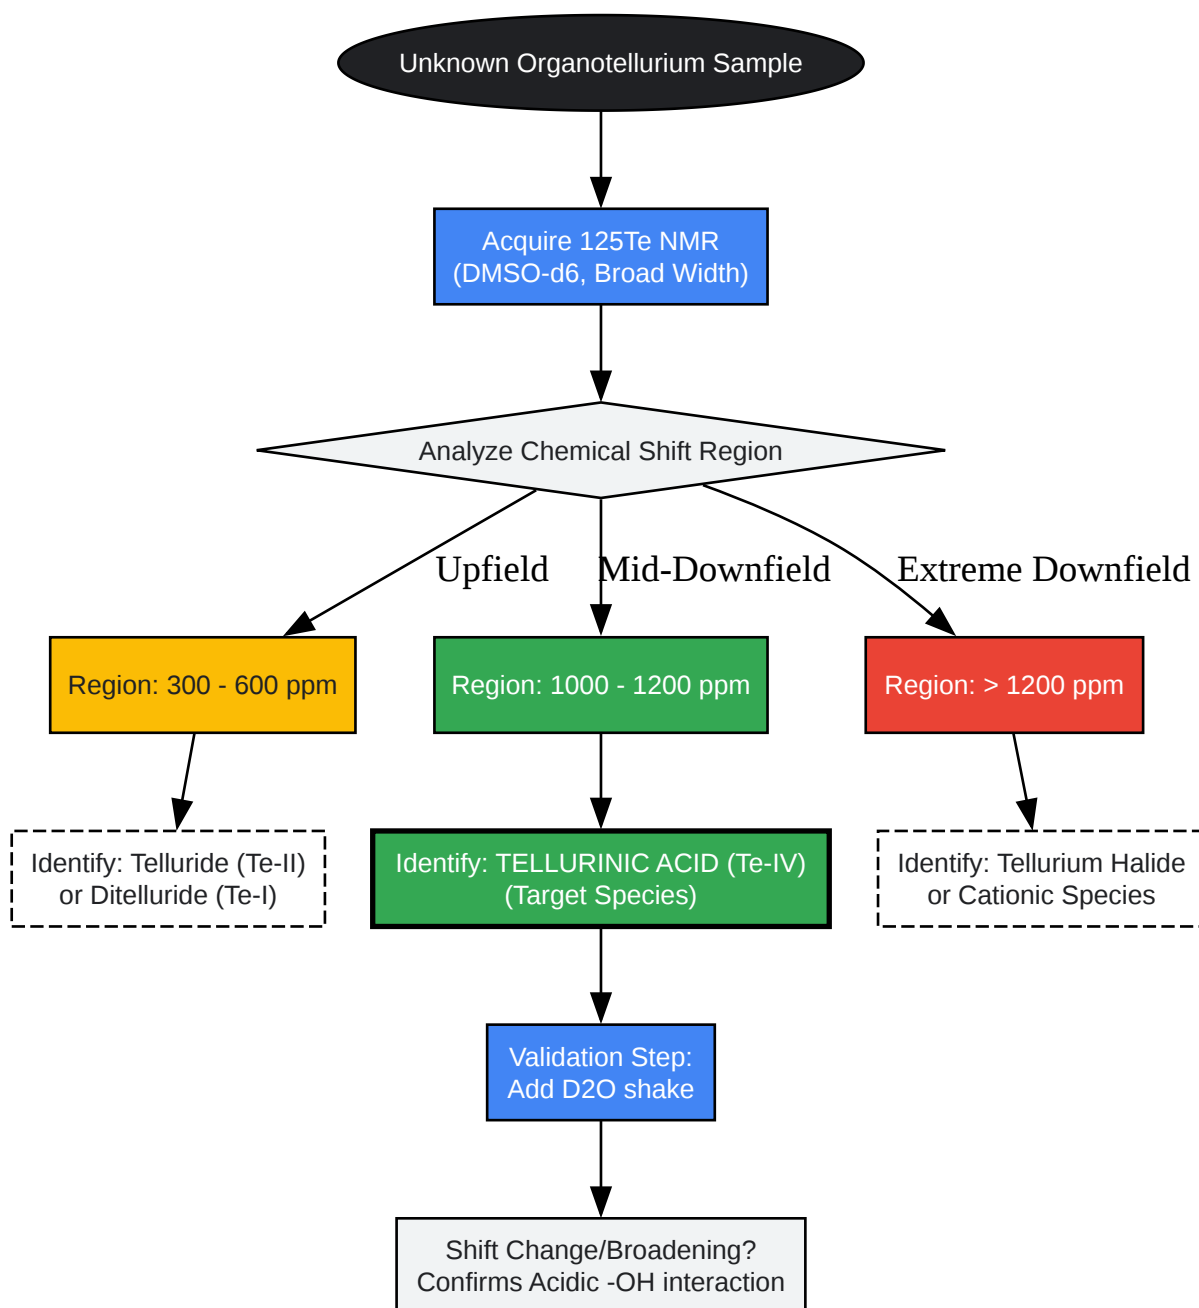 Unknown Organotellurium Sample
Acquire 125Te NMR
(DMSO-d6, Broad Width)
Analyze Chemical Shift Region
Upfield
Mid-Downfield
Extreme Downfield
Region: 300 - 600 ppm
Region: 1000 - 1200 ppm
Region: > 1200 ppm
Identify: Telluride (Te-II)
or Ditelluride (Te-I)
Identify: TELLURINIC ACID (Te-IV)
(Target Species)
Identify: Tellurium Halide
or Cationic Species
Validation Step:
Add D2O shake
Shift Change/Broadening?
Confirms Acidic -OH interaction